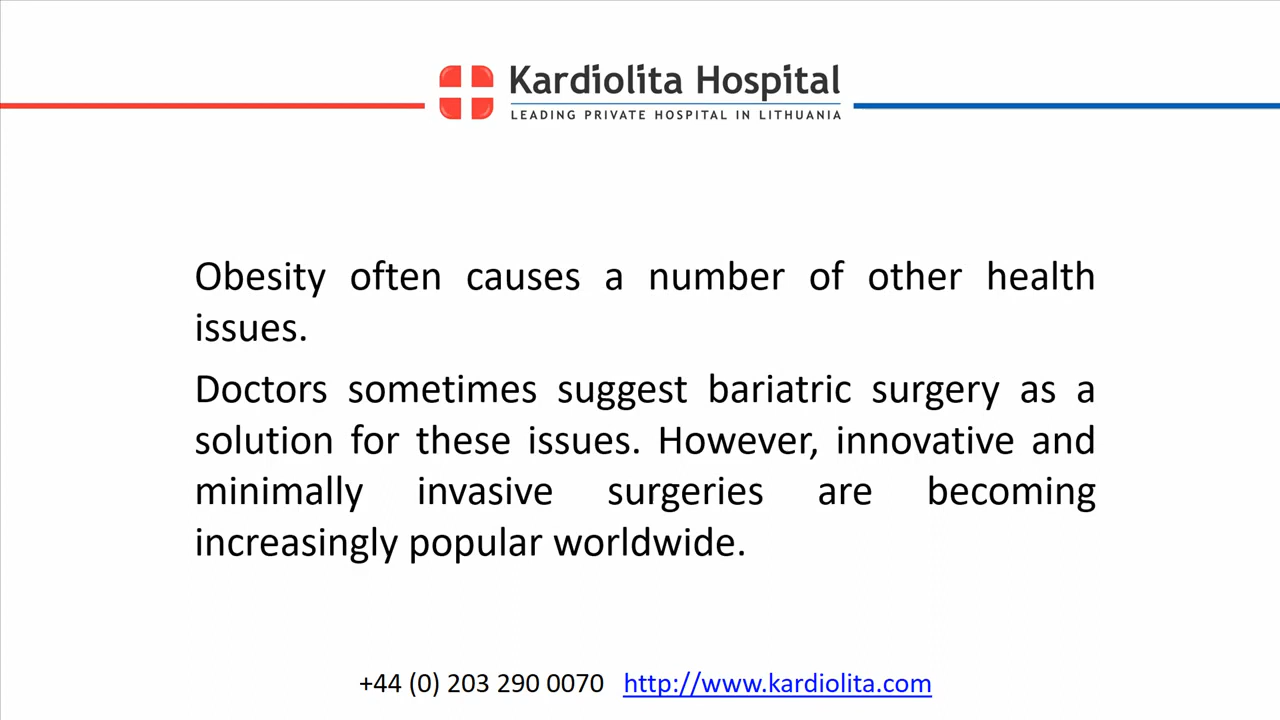 Kardiolita Hospital
LEADING PRIVATE HOSPITAL IN LITHUANIA
Obesity often causes a number of other health
issues.
Doctors sometimes suggest bariatric surgery as a
solution for these issues. However, innovative and
minimally invasive surgeries are becoming
increasingly popular worldwide.
+44 (0) 203 290 0070 http://www.kardiolita.com